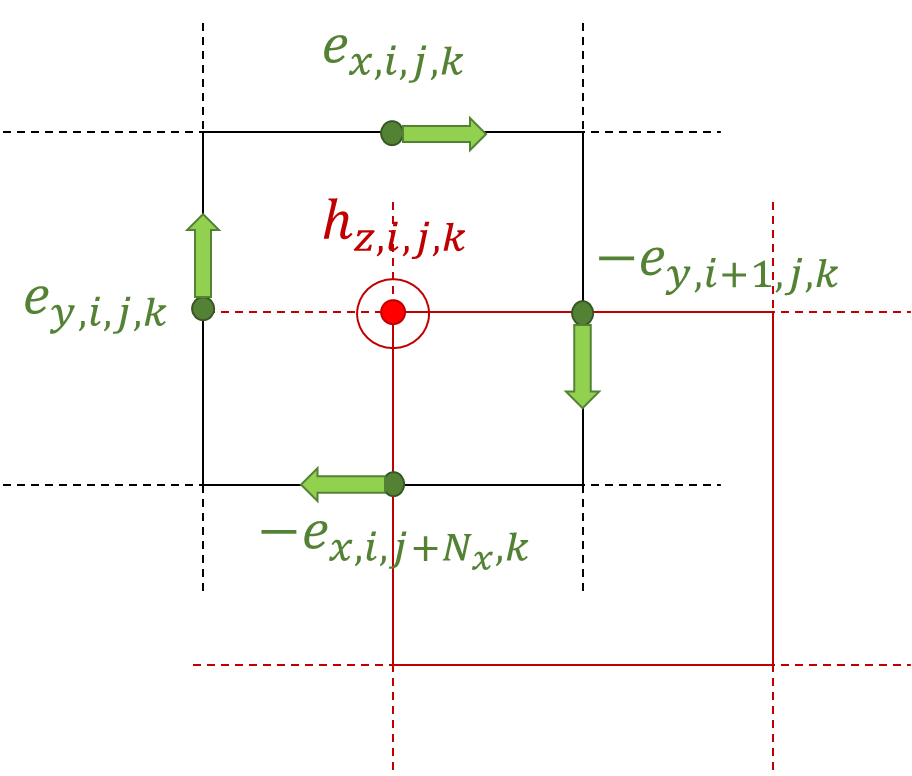 e_{x,i,j,k}
h_{z,i,j,k}
−e_{y,i+1,j,k}
e_{y,i,j,k}
−e_{x,i,j+N_x,k}